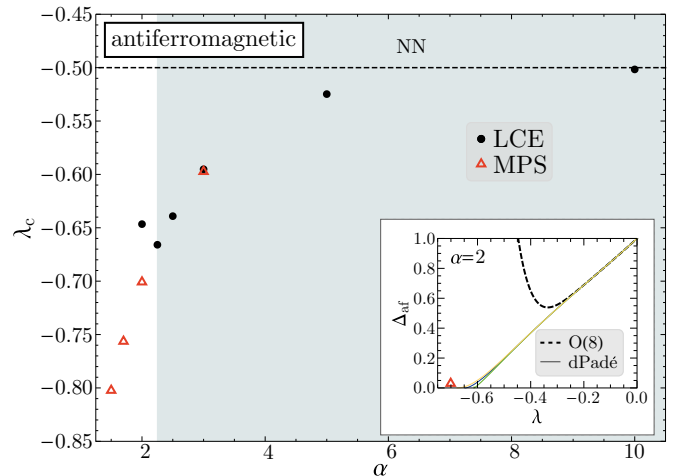 antiferromagnetic
NN
LCE
MPS
−0.40
−0.45
−0.50
−0.55
−0.60
−0.65
−0.70
−0.75
−0.80
−0.85
λc
2
4
6
8
10
α
α=2
O(8)
dPadé
1.0
0.8
0.6
0.4
0.2
0.0
Δaf
−0.6
−0.4
−0.2
0.0
λ